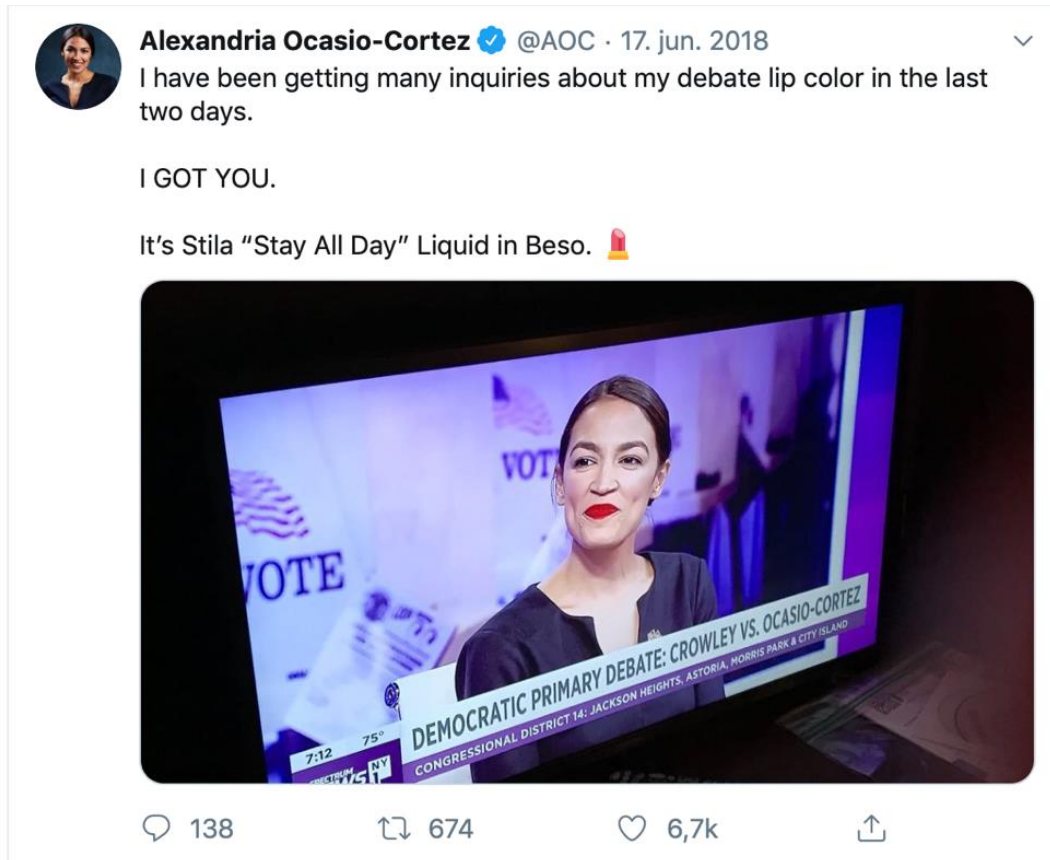 Alexandria Ocasio-Cortez @AOC · 17. jun. 2018
I have been getting many inquiries about my debate lip color in the last
two days.
I GOT YOU.
It's Stila “Stay All Day” Liquid in Beso. 💄
VOTE
VOT
DEMOCRATIC PRIMARY DEBATE: CROWLEY VS. OCASIO-CORTEZ
CONGRESSIONAL DISTRICT 14: JACKSON HEIGHTS, ASTORIA, MORRIS PARK & CITY ISLAND
7:12 75°
SPECTRUM
NY
138 674 6,7k